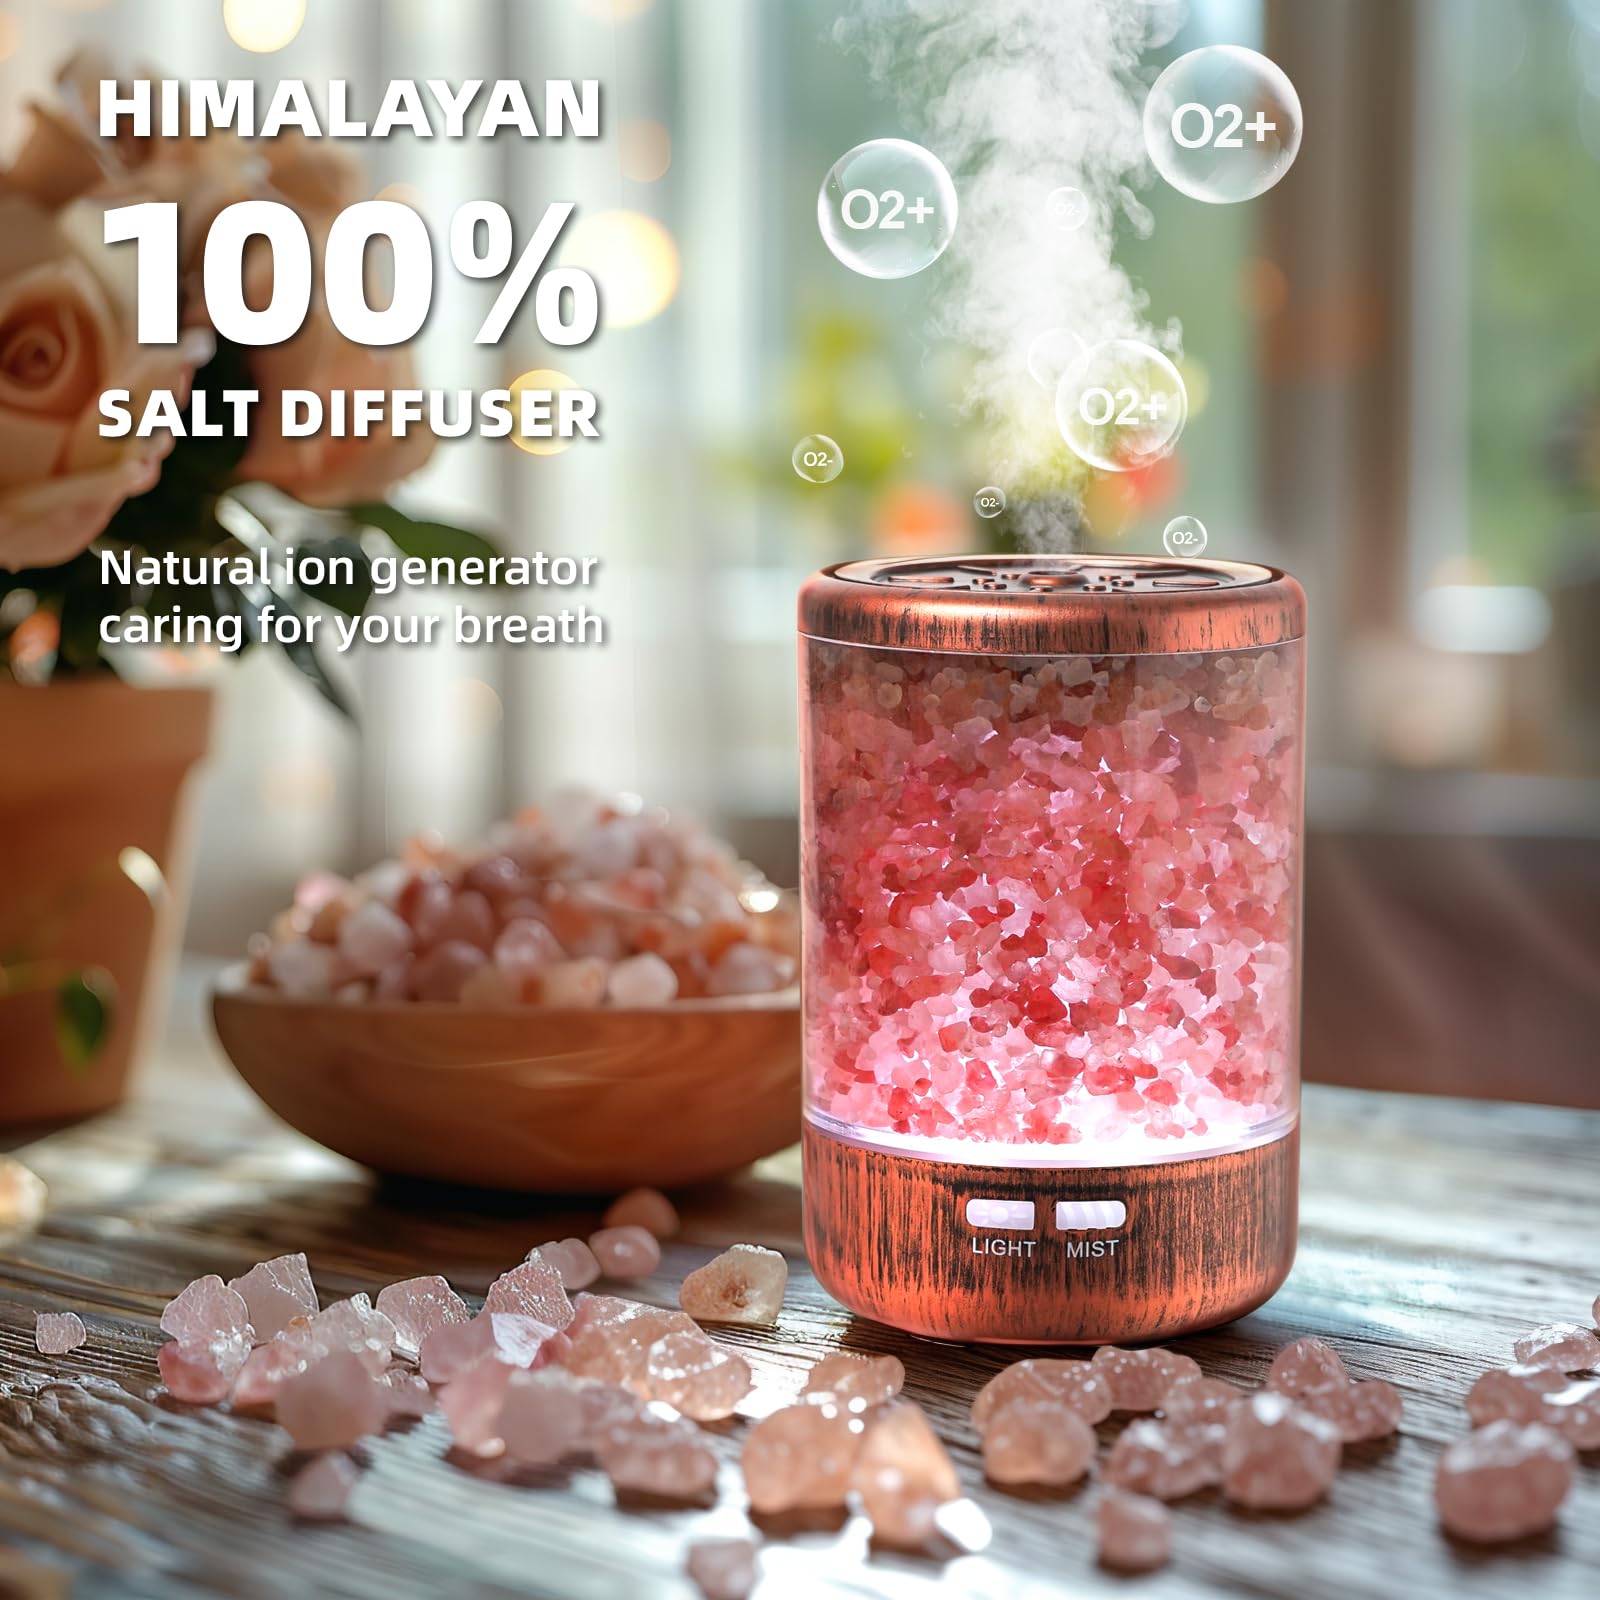 HIMALAYAN
100%
SALT DIFFUSER
Natural ion generator
caring for your breath
O2+
O2+
O2-
O2+
O2-
O2-
O2-
LIGHT MIST